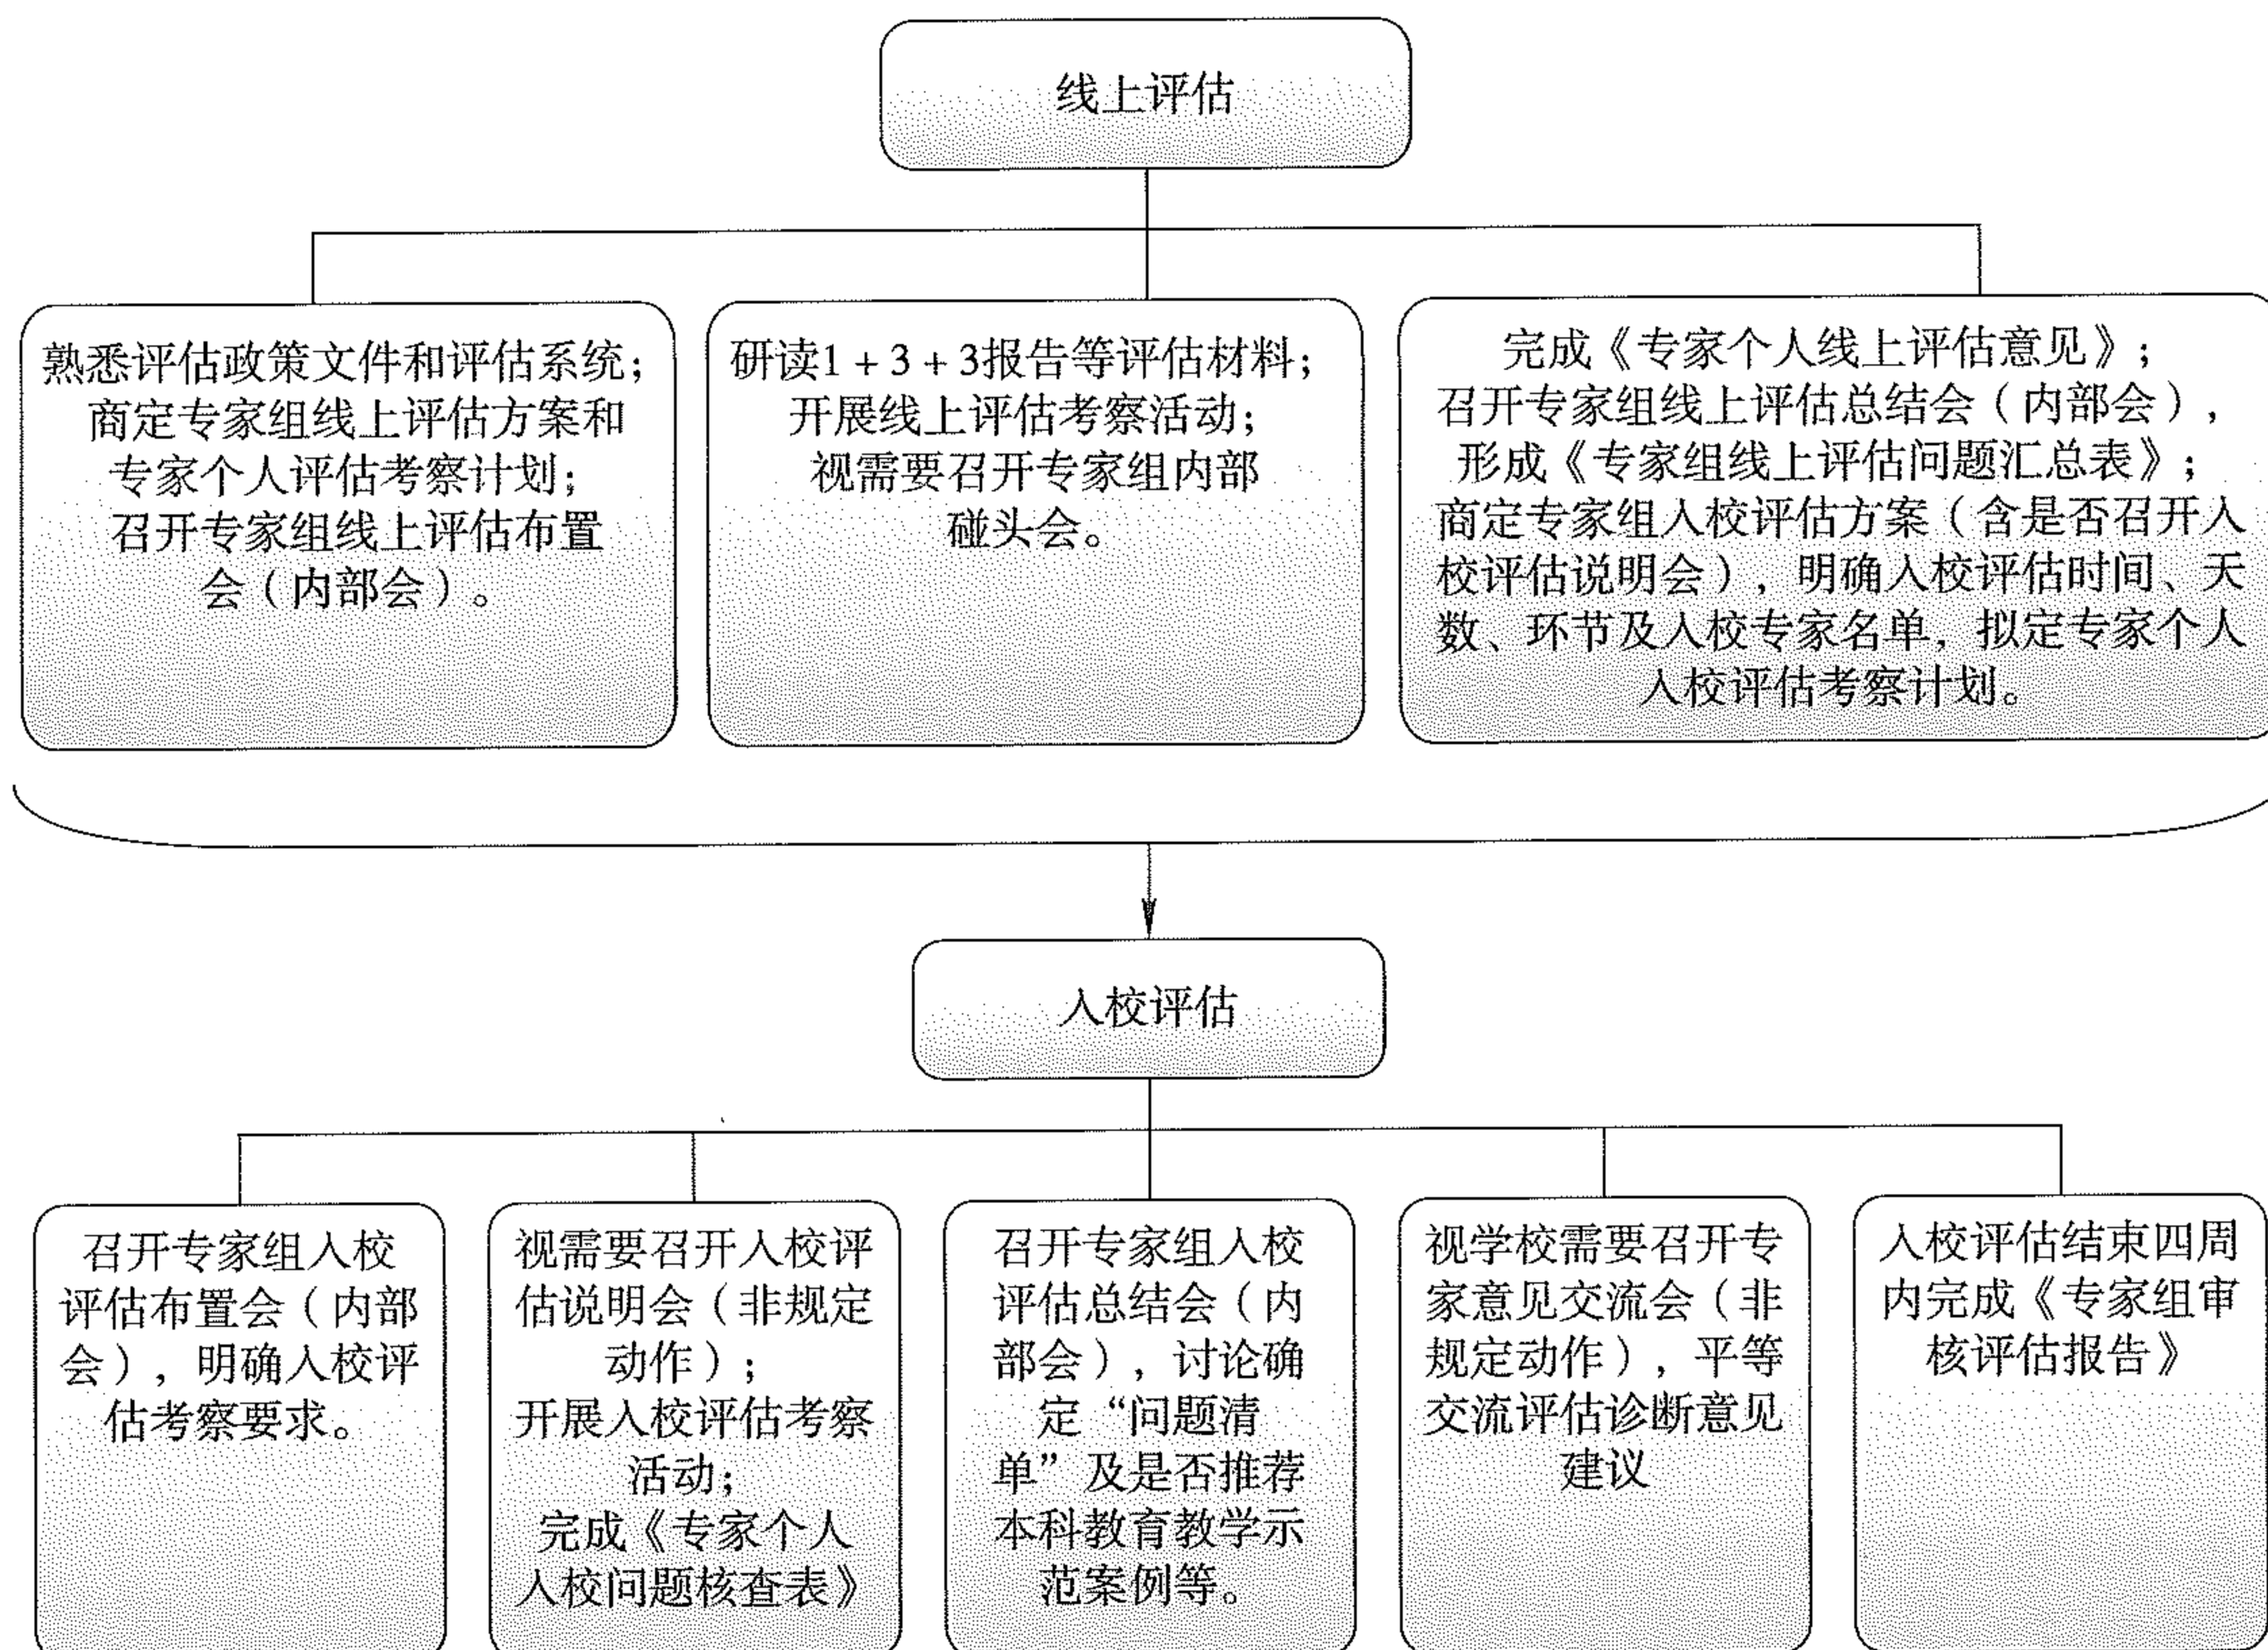 线上评估
熟悉评估政策文件和评估系统；
商定专家组线上评估方案和
专家个人评估考察计划；
召开专家组线上评估布置
会（内部会）。
研读1+3+3报告等评估材料；
开展线上评估考察活动；
视需要召开专家组内部
碰头会。
完成《专家个人线上评估意见》；
召开专家组线上评估总结会（内部会），
形成《专家组线上评估问题汇总表》；
商定专家组入校评估方案（含是否召开入
校评估说明会），明确入校评估时间、天
数、环节及入校专家名单，拟定专家个人
入校评估考察计划。
入校评估
召开专家组入校
评估布置会（内部
会），明确入校评
估考察要求。
视需要召开入校评
估说明会（非规定
动作）；
开展入校评估考察
活动；
完成《专家个人
入校问题核查表》
召开专家组入校
评估总结会（内
部会），讨论确
定“问题清
单”及是否推荐
本科教育教学示
范案例等。
视学校需要召开专
家意见交流会（非
规定动作），平等
交流评估诊断意见
建议
入校评估结束四周
内完成《专家组审
核评估报告》